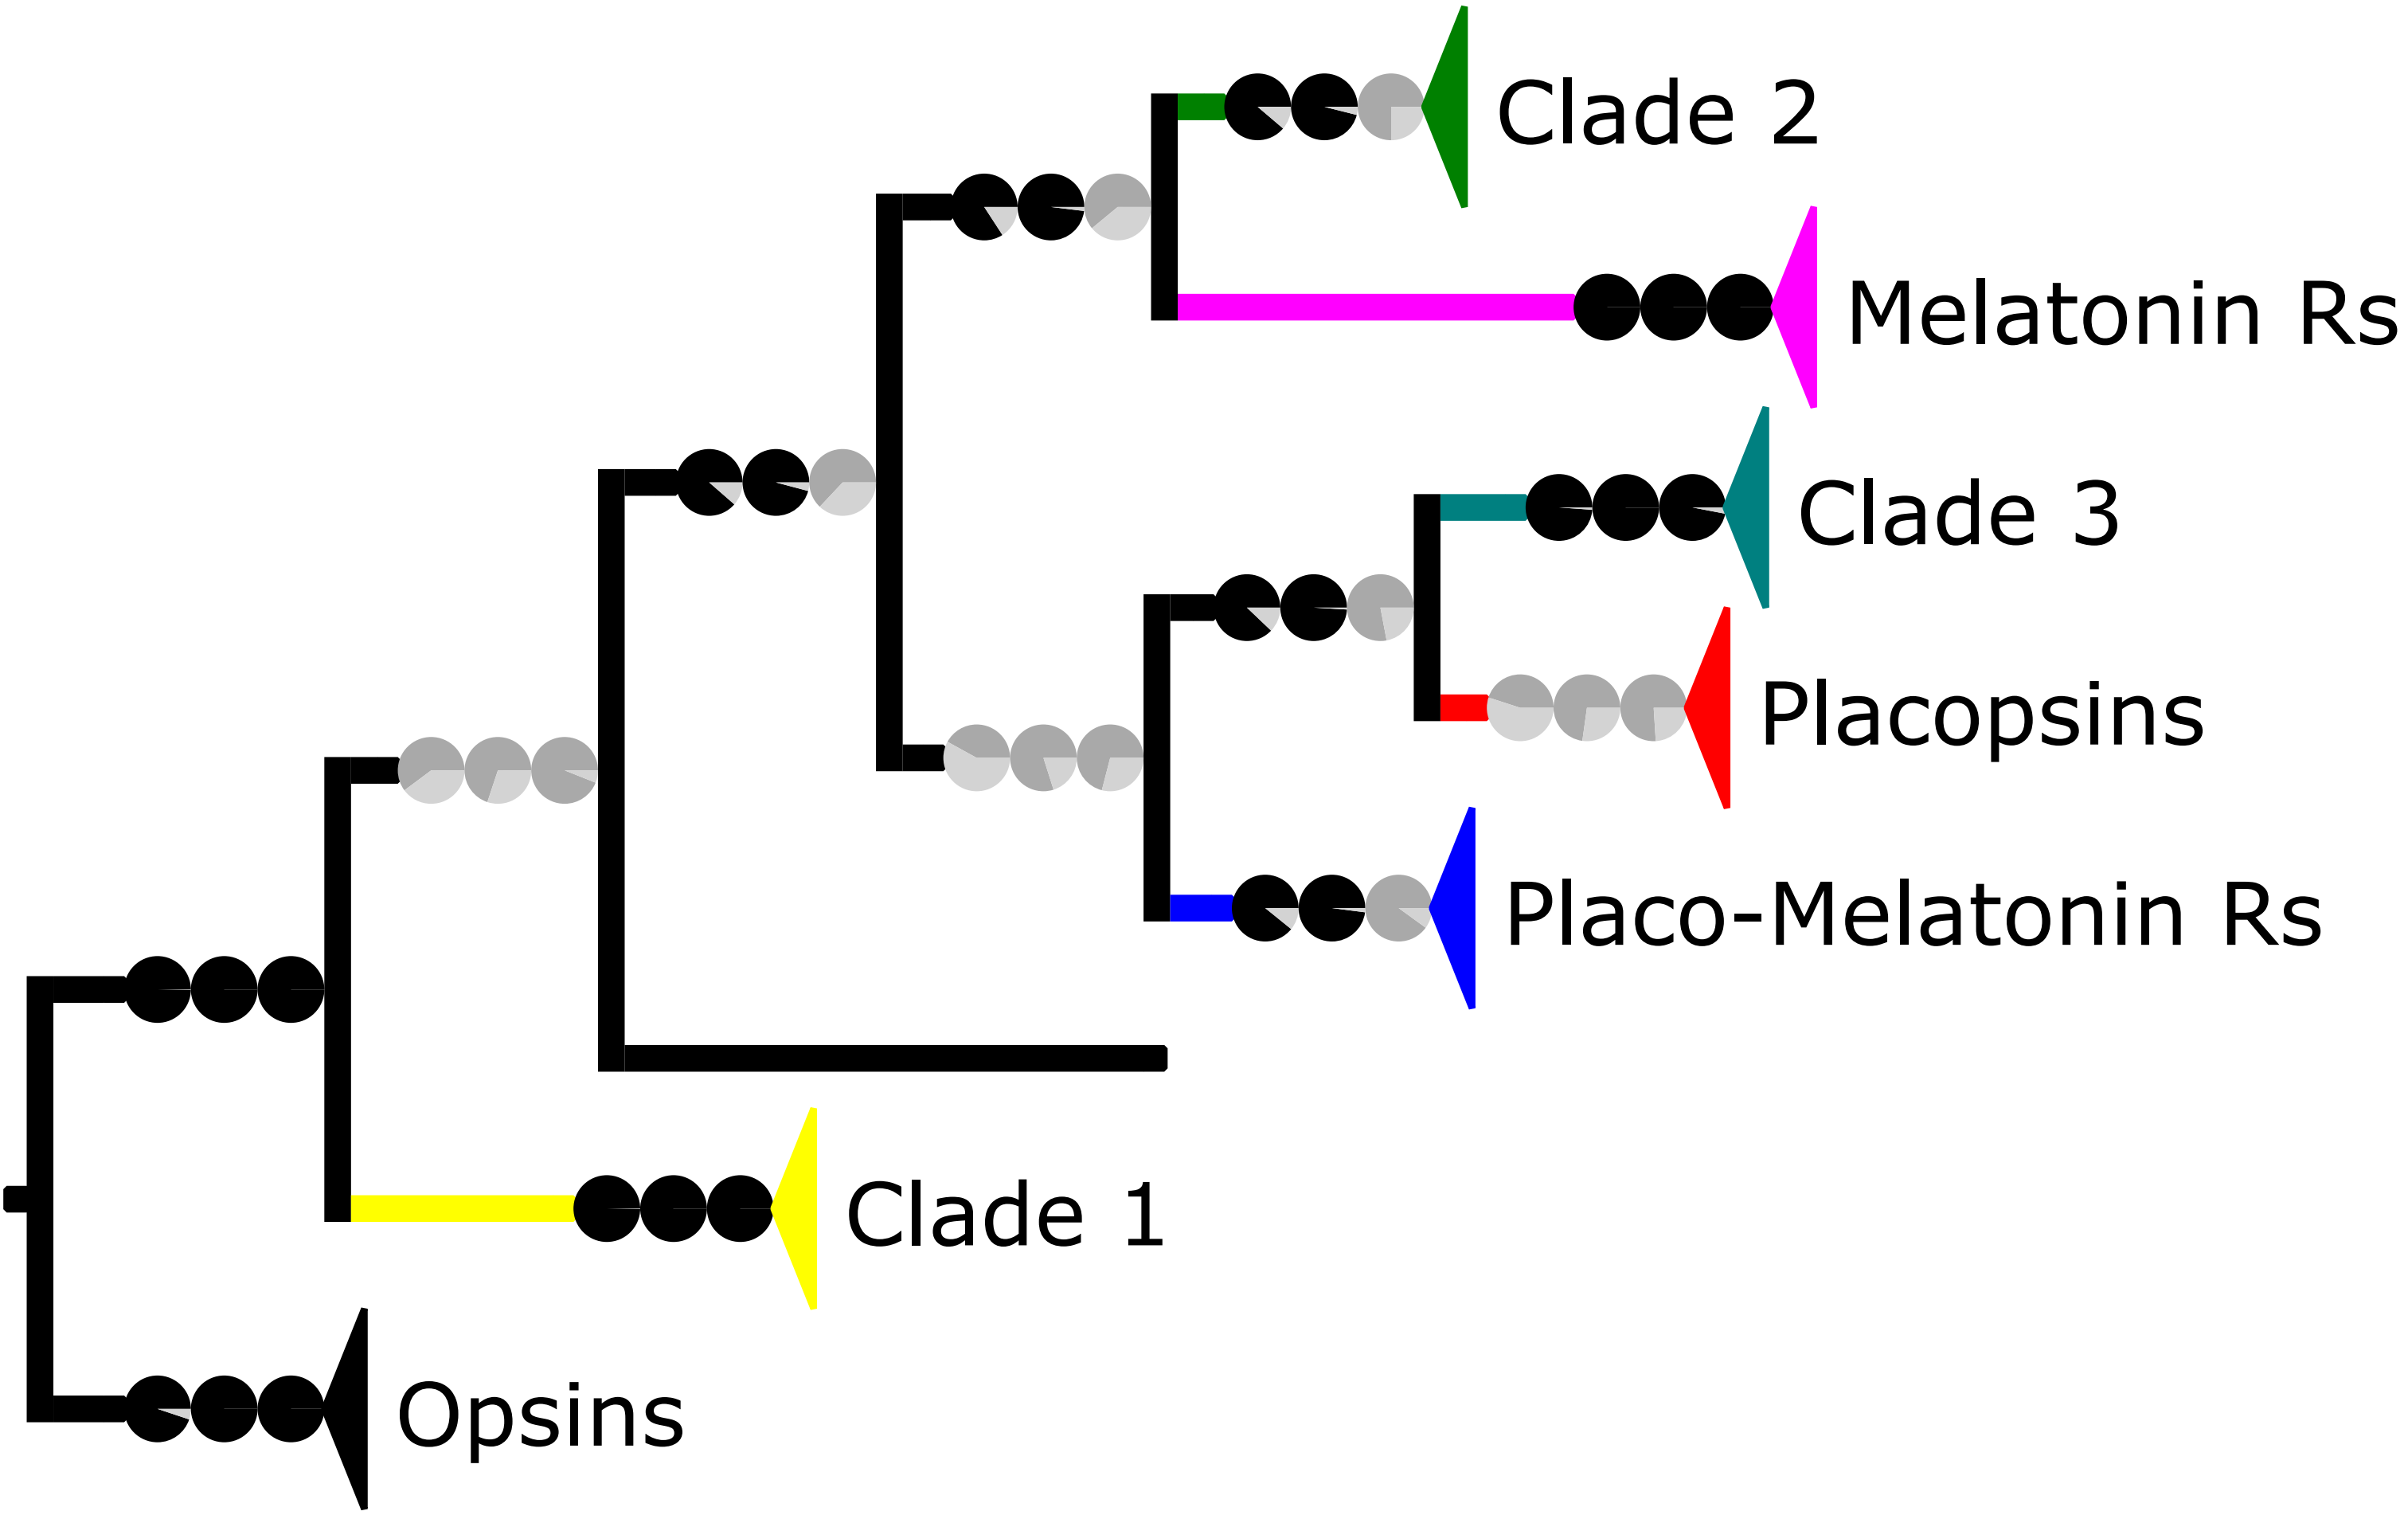 Clade 2
Melatonin Rs
Clade 3
Placopsins
Placo-Melatonin Rs
Clade 1
Opsins